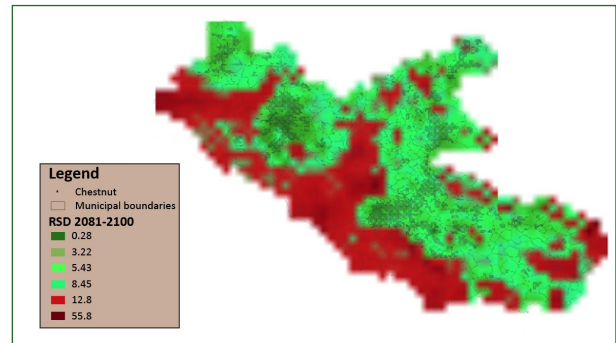 Legend
Chestnut
Municipal boundaries
RSD 2081-2100
0.28
3.22
5.43
8.45
12.8
55.8